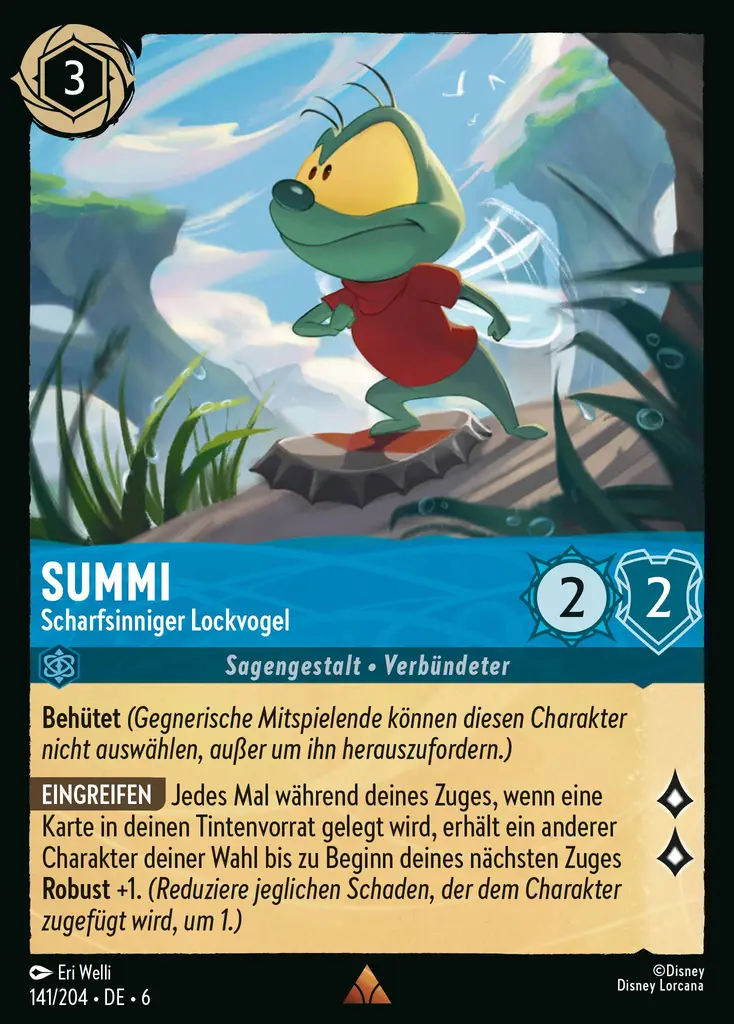 3
SUMMI
Scharfsinniger Lockvogel
2
2
Sagengestalt • Verbündeter
Behütet (Gegnerische Mitspielende können diesen Charakter
nicht auswählen, außer um ihn herauszufordern.)
EINGREIFEN Jedes Mal während deines Zuges, wenn eine
Karte in deinen Tintenvorrat gelegt wird, erhält ein anderer
Charakter deiner Wahl bis zu Beginn deines nächsten Zuges
Robust +1. (Reduziere jeglichen Schaden, der dem Charakter
zugefügt wird, um 1.)
Eri Welli
141/204 • DE • 6
©Disney
Disney Lorcana